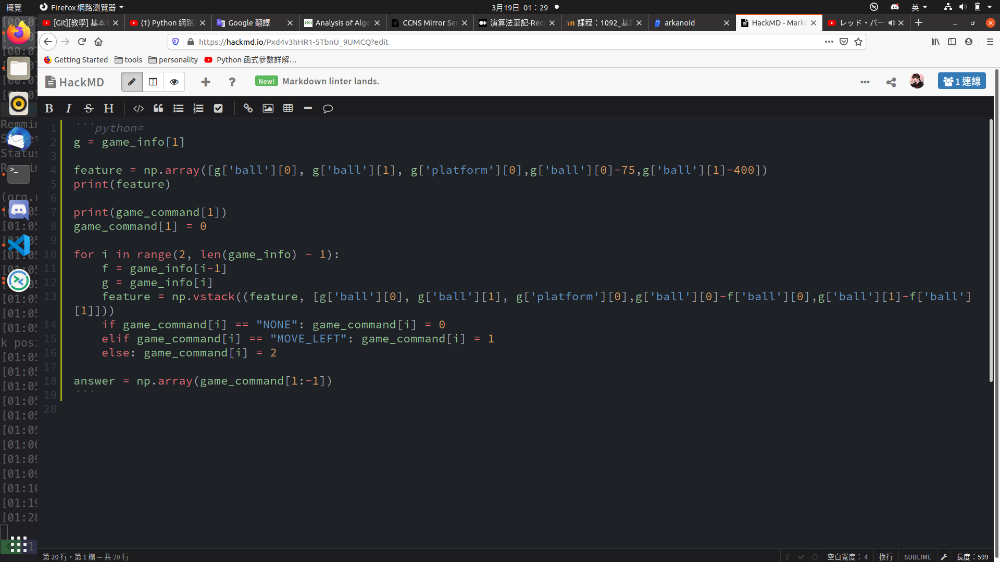 概覽
Firefox 網路瀏覽器
3月19日 01：29
英
[Git][教學] 基本
(1) Python 網路
Google 翻譯
Analysis of Algo
CCNS Mirror Ser
演算法筆記-Recu
課程：1092_基
arkanoid
HackMD - Markd
レッド・パー
https://hackmd.io/Pxd4v3hHR1-5TbnU_9UMCQ?edit
Getting Started
tools
personality
Python 函式參數詳解…
HackMD
New! Markdown linter lands.
1 連線
B I S H
1 ```python=
2 g = game_info[1]
3
4 feature = np.array([g['ball'][0], g['ball'][1], g['platform'][0],g['ball'][0]-75,g['ball'][1]-400])
5 print(feature)
6
7 print(game_command[1])
8 game_command[1] = 0
9
10 for i in range(2, len(game_info) - 1):
11 f = game_info[i-1]
12 g = game_info[i]
13 feature = np.vstack((feature, [g['ball'][0], g['ball'][1], g['platform'][0],g['ball'][0]-f['ball'][0],g['ball'][1]-f['ball']
[1]]))
14 if game_command[i] == "NONE": game_command[i] = 0
15 elif game_command[i] == "MOVE_LEFT": game_command[i] = 1
16 else: game_command[i] = 2
17
18 answer = np.array(game_command[1:-1])
19 ```
20
Remmin
Status
(org.
[01:05
[01:05
[01:05
[01:05
[01:05
k posi
[01:05
[01:05
[01:05
[01:05
[01:05
[01:05
[01:06
[01:09
[01:09
[01:10
[01:19
[01:28
第 20 行，第 1 欄 — 共 20 行
空白寬度： 4
換行
SUBLIME
長度：599